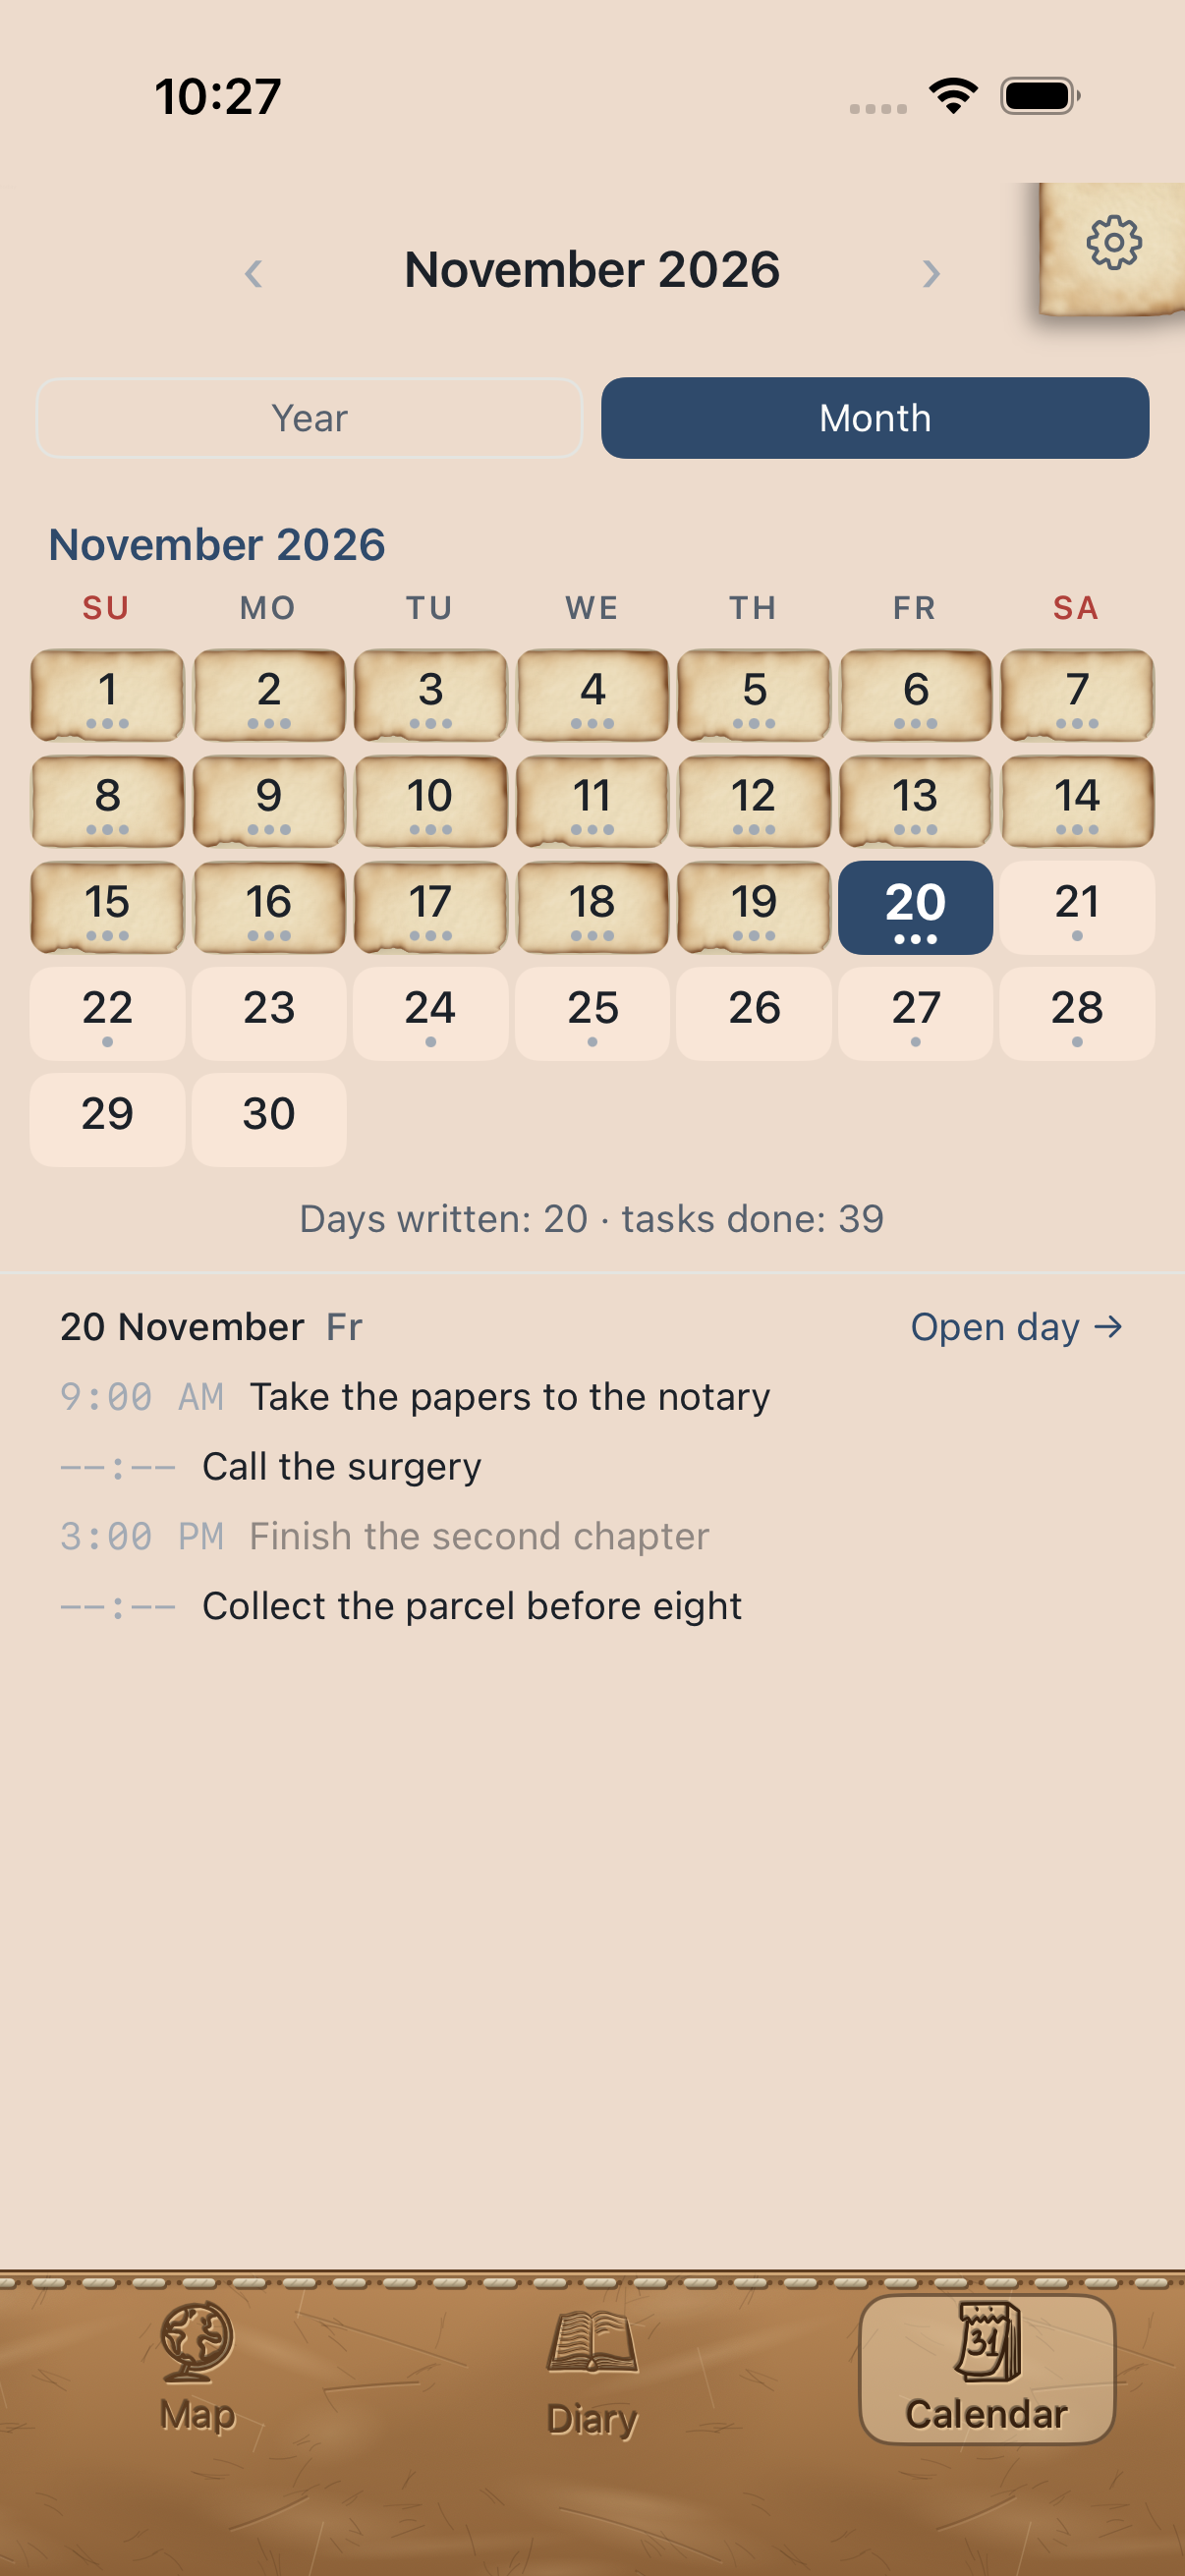 10:27
‹ November 2026 ›
Year Month
November 2026
SU MO TU WE TH FR SA
1 2 3 4 5 6 7
8 9 10 11 12 13 14
15 16 17 18 19 20 21
22 23 24 25 26 27 28
29 30
Days written: 20 · tasks done: 39
20 November Fr Open day →
9:00 AM Take the papers to the notary
––:–– Call the surgery
3:00 PM Finish the second chapter
––:–– Collect the parcel before eight
31
Map Diary Calendar